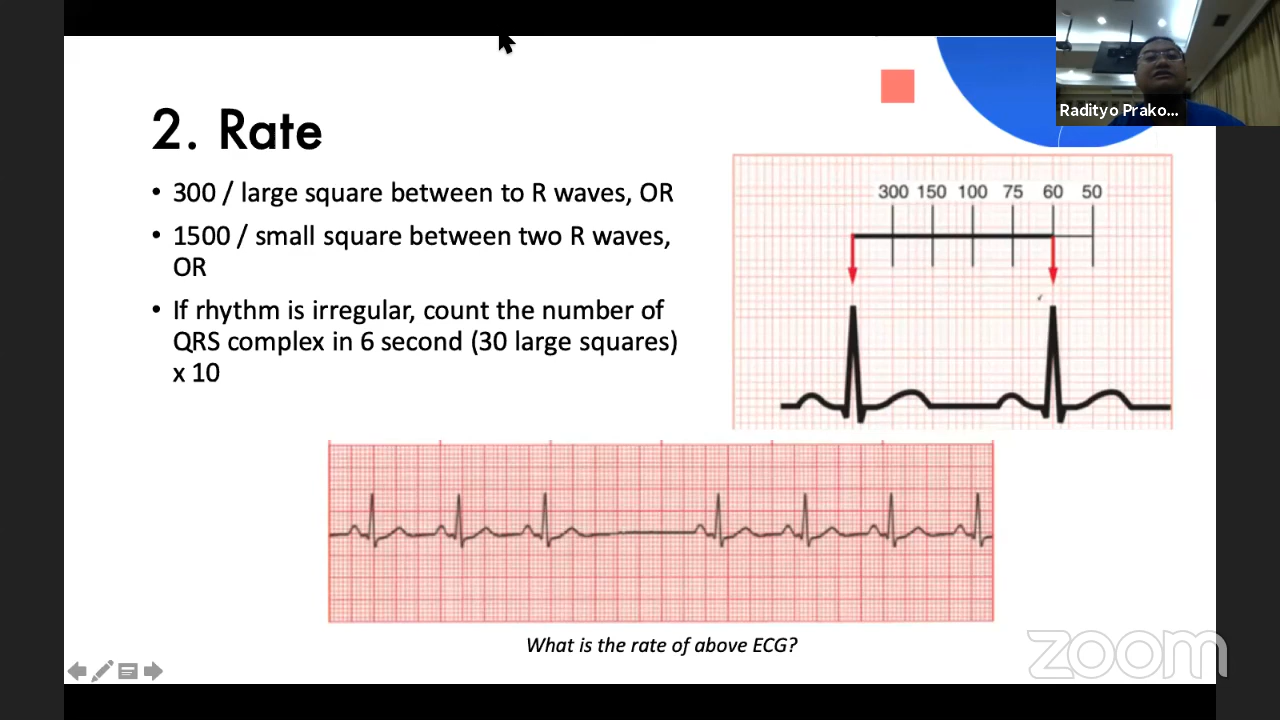 2. Rate
Radityo Prako...
• 300 / large square between to R waves, OR
• 1500 / small square between two R waves,
OR
• If rhythm is irregular, count the number of
QRS complex in 6 second (30 large squares)
x 10
300 150 100 75 60 50
What is the rate of above ECG?
zoom